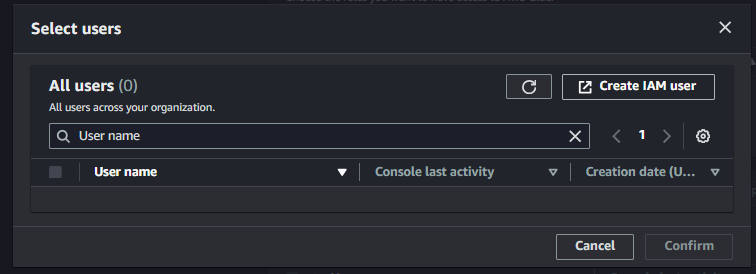 Select users
All users (0)
Create IAM user
All users across your organization.
User name
1
User name
Console last activity
Creation date (U...
Cancel
Confirm